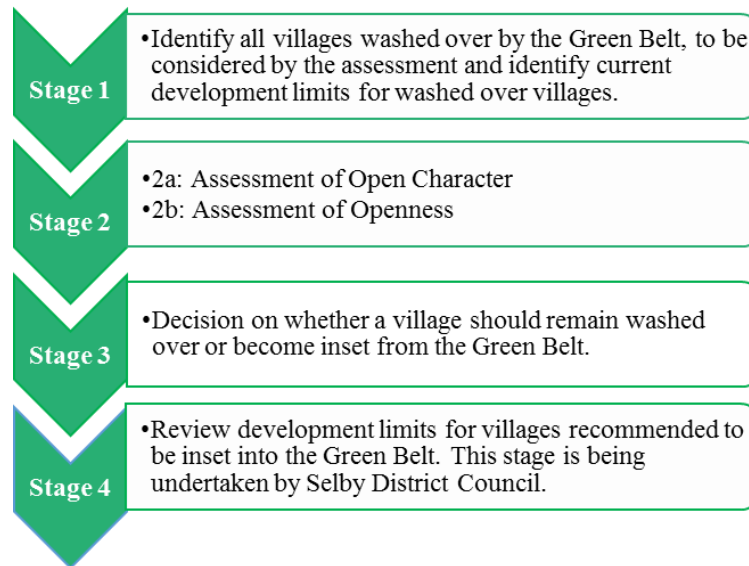 Stage 1
•Identify all villages washed over by the Green Belt, to be
considered by the assessment and identify current
development limits for washed over villages.
Stage 2
•2a: Assessment of Open Character
•2b: Assessment of Openness
Stage 3
•Decision on whether a village should remain washed
over or become inset from the Green Belt.
Stage 4
•Review development limits for villages recommended to
be inset into the Green Belt. This stage is being
undertaken by Selby District Council.